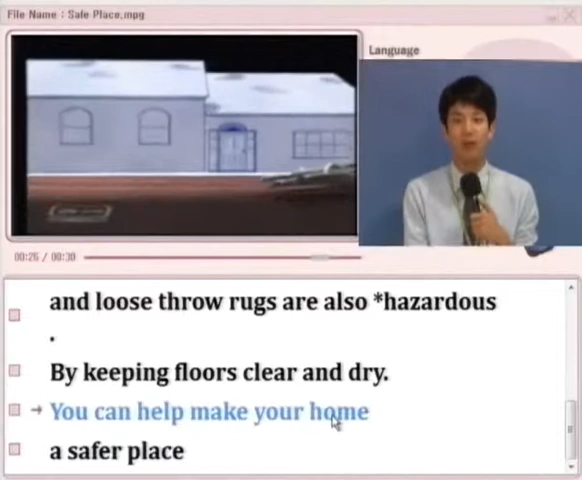 File Name : Safe Place.mpg
Language
00:26 / 00:30
and loose throw rugs are also *hazardous
.
By keeping floors clear and dry.
You can help make your home
a safer place